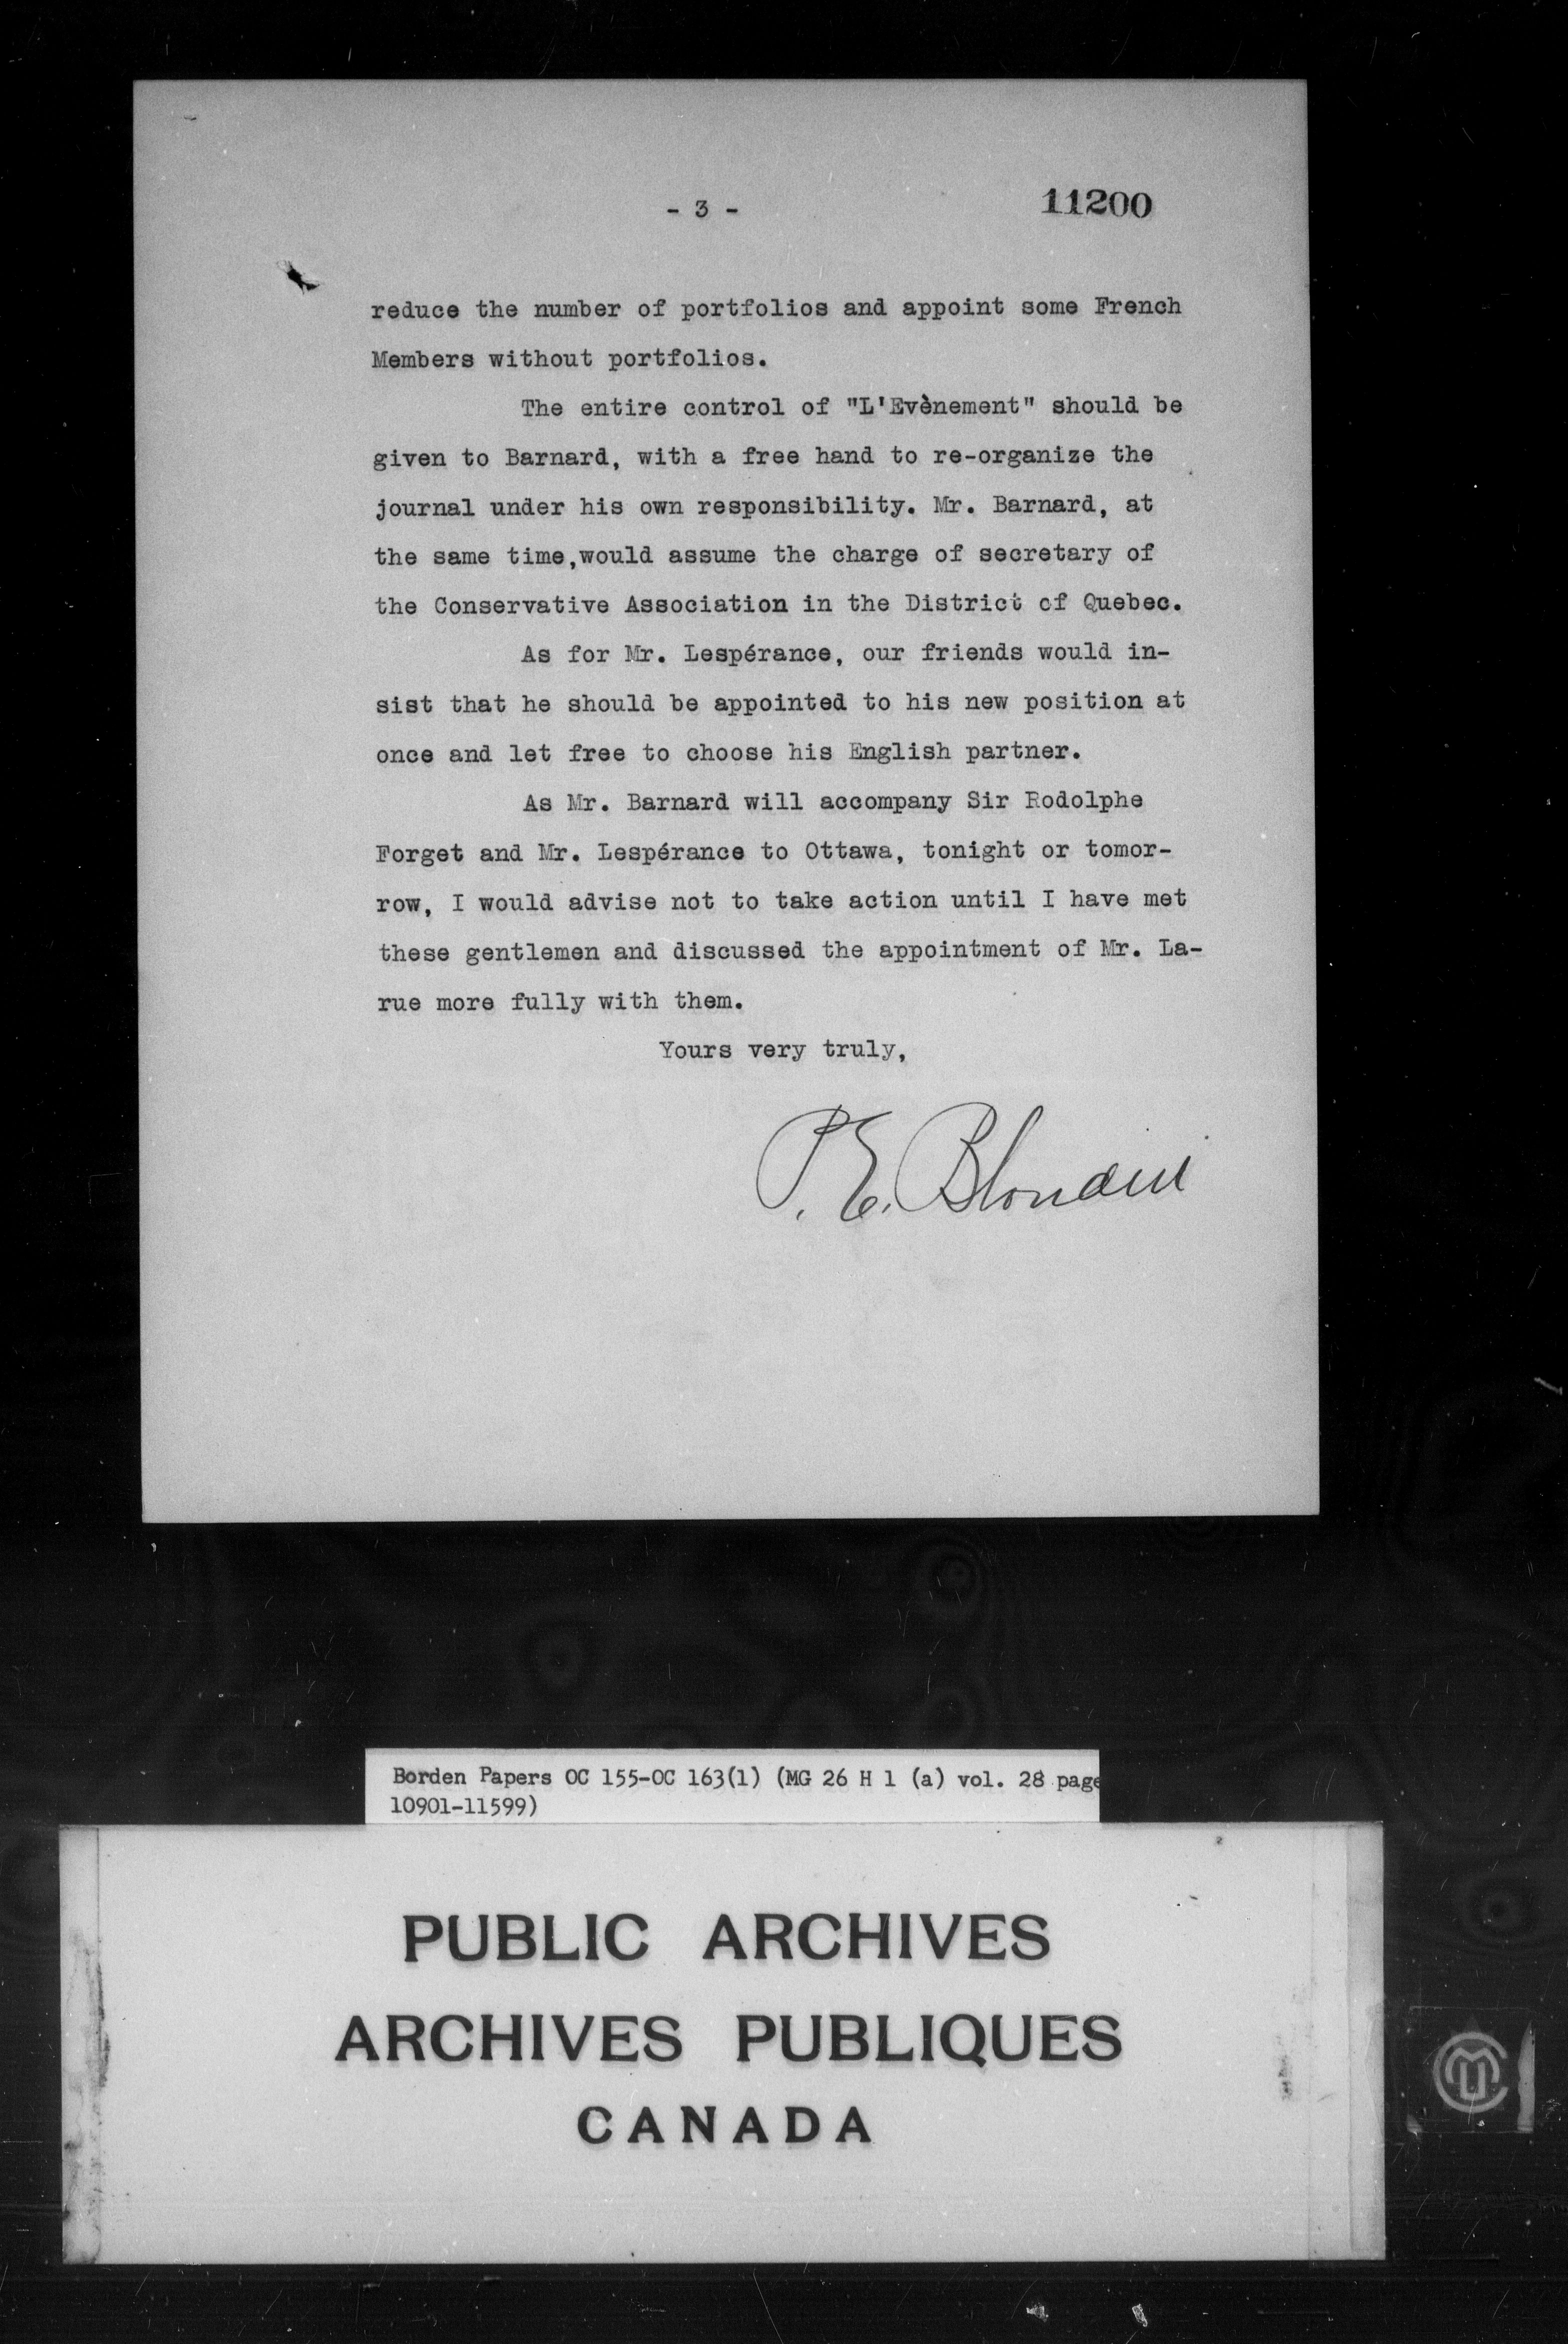 - 3 -
11200
reduce the number of portfolios and appoint some French
Members without portfolios.
The entire control of "L'Evènement" should be
given to Barnard, with a free hand to re-organize the
journal under his own responsibility. Mr. Barnard, at
the same time,would assume the charge of secretary of
the Conservative Association in the District of Quebec.
As for Mr. Lespérance, our friends would in-
sist that he should be appointed to his new position at
once and let free to choose his English partner.
As Mr. Barnard will accompany Sir Rodolphe
Forget and Mr. Lespérance to Ottawa, tonight or tomor-
row, I would advise not to take action until I have met
these gentlemen and discussed the appointment of Mr. La-
rue more fully with them.
Yours very truly,
P. E. Blondin
Borden Papers OC 155-OC 163(1) (MG 26 H 1 (a) vol. 28 page
10901-11599)
PUBLIC ARCHIVES
ARCHIVES PUBLIQUES
CANADA